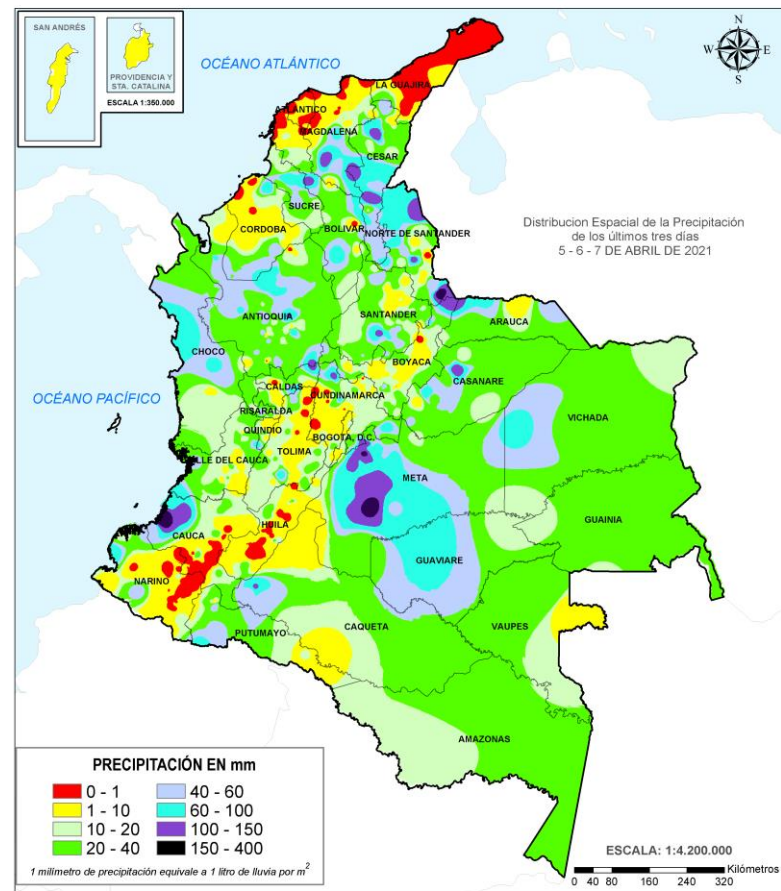 SAN ANDRÉS
PROVIDENCIA Y
STA. CATALINA
ESCALA 1:350.000
OCÉANO ATLÁNTICO
N
W
E
S
LA GUAJIRA
ATLANTICO
MAGDALENA
CESAR
SUCRE
CORDOBA
BOLIVAR
NORTE DE SANTANDER
Distribucion Espacial de la Precipitación
de los últimos tres días
5 - 6 - 7 DE ABRIL DE 2021
ANTIOQUIA
SANTANDER
ARAUCA
CHOCO
BOYACA
CASANARE
OCÉANO PACÍFICO
CALDAS
CUNDINAMARCA
RISARALDA
VICHADA
QUINDIO
BOGOTA, D.C.
TOLIMA
VALLE DEL CAUCA
META
GUAINIA
HUILA
CAUCA
GUAVIARE
NARIÑO
CAQUETA
VAUPES
PUTUMAYO
AMAZONAS
PRECIPITACIÓN EN mm
0 - 1
40 - 60
1 - 10
60 - 100
10 - 20
100 - 150
20 - 40
150 - 400
1 milímetro de precipitación equivale a 1 litro de lluvia por m²
ESCALA: 1:4.200.000
Kilómetros
0 40 80 160 240 320